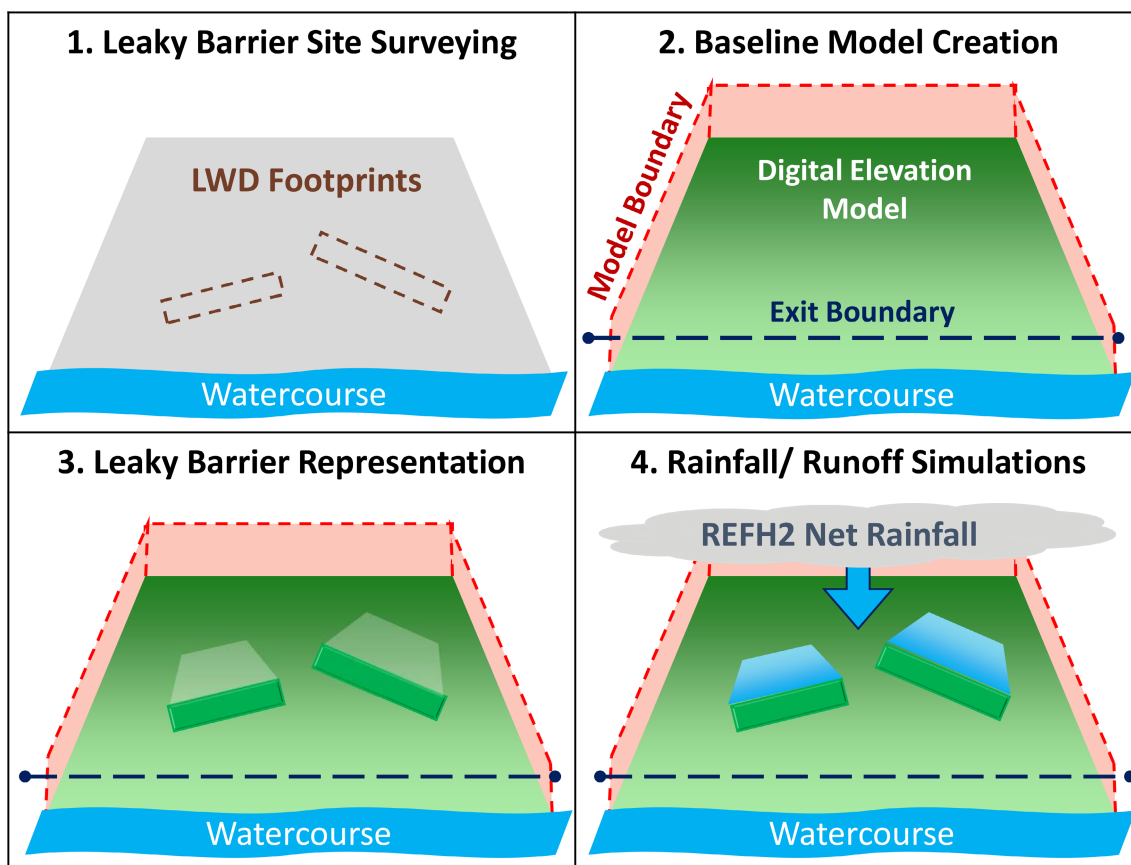 1. Leaky Barrier Site Surveying
LWD Footprints
Watercourse
2. Baseline Model Creation
Model Boundary
Digital Elevation
Model
Exit Boundary
Watercourse
3. Leaky Barrier Representation
Watercourse
4. Rainfall/ Runoff Simulations
REFH2 Net Rainfall
Watercourse